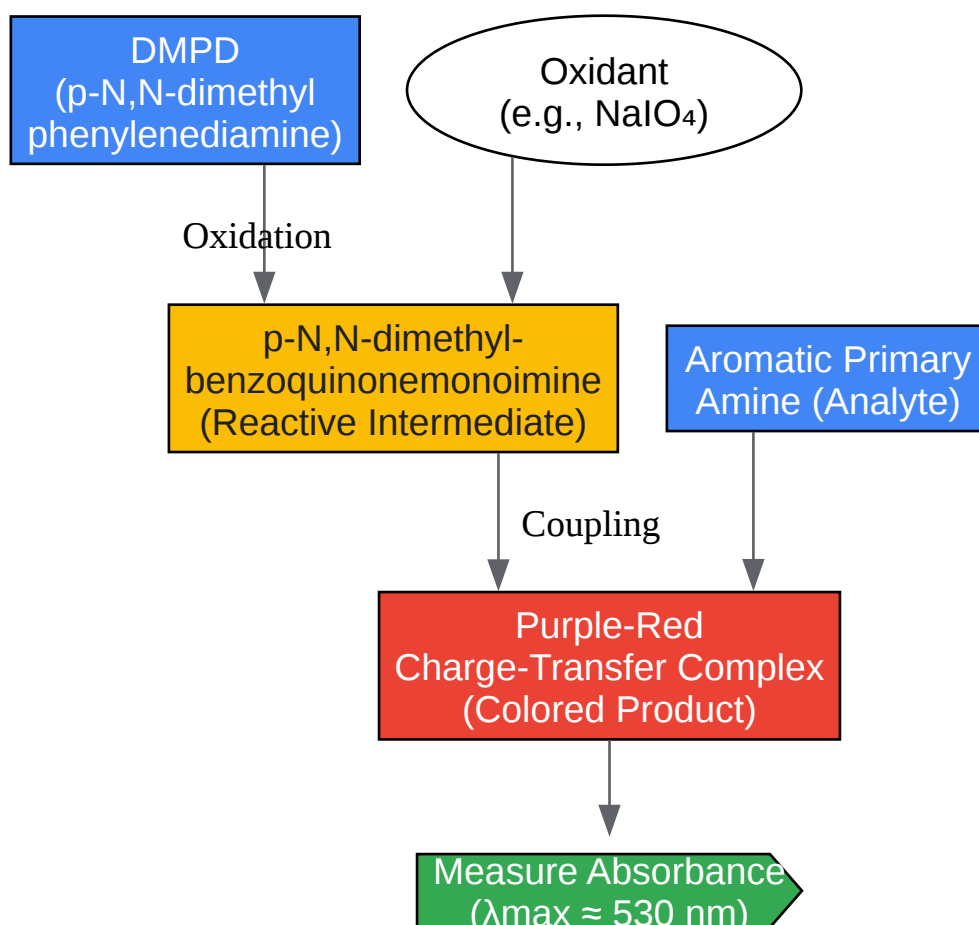 DMPD
(p-N,N-dimethyl
phenylenediamine)
Oxidant
(e.g., NaIO₄)
Oxidation
p-N,N-dimethyl-
benzoquinonemonoimine
(Reactive Intermediate)
Aromatic Primary
Amine (Analyte)
Coupling
Purple-Red
Charge-Transfer Complex
(Colored Product)
Measure Absorbance
(λmax ≈ 530 nm)